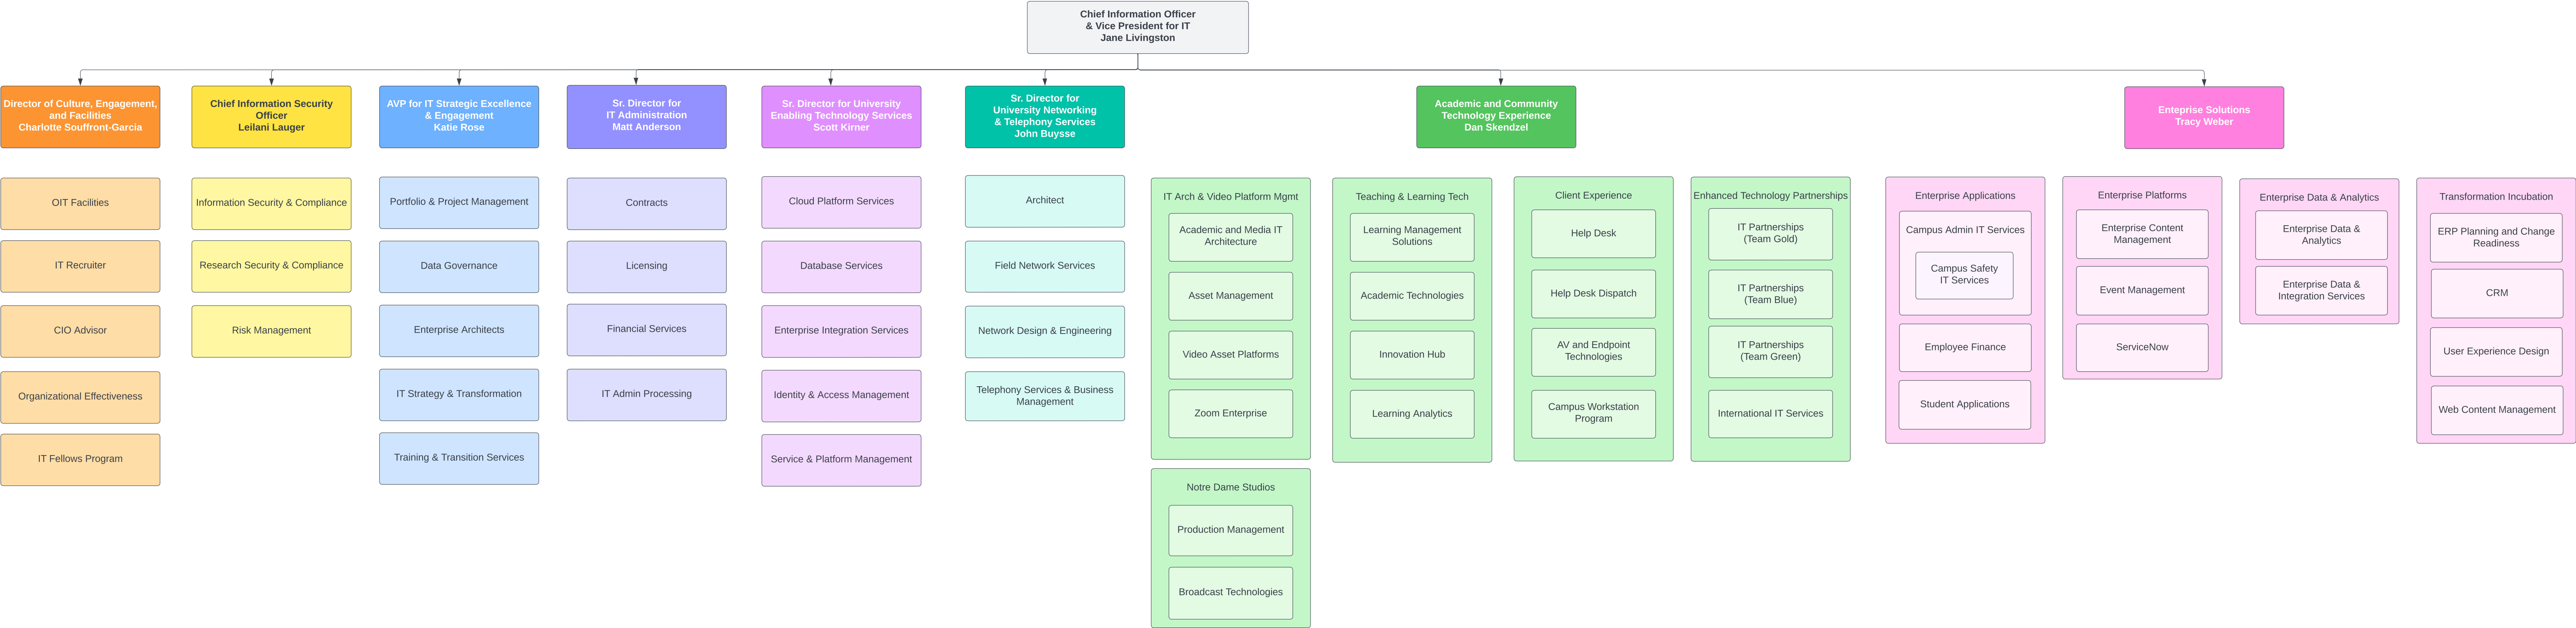 Chief Information Officer
& Vice President for IT
Jane Livingston
Director of Culture, Engagement,
and Facilities
Charlotte Souffront-Garcia
OIT Facilities
IT Recruiter
CIO Advisor
Organizational Effectiveness
IT Fellows Program
Chief Information Security
Officer
Leilani Lauger
Information Security & Compliance
Research Security & Compliance
Risk Management
AVP for IT Strategic Excellence
& Engagement
Katie Rose
Portfolio & Project Management
Data Governance
Enterprise Architects
IT Strategy & Transformation
Training & Transition Services
Sr. Director for
IT Administration
Matt Anderson
Contracts
Licensing
Financial Services
IT Admin Processing
Sr. Director for University
Enabling Technology Services
Scott Kirner
Cloud Platform Services
Database Services
Enterprise Integration Services
Identity & Access Management
Service & Platform Management
Sr. Director for
University Networking
& Telephony Services
John Buysse
Architect
Field Network Services
Network Design & Engineering
Telephony Services & Business
Management
Academic and Community
Technology Experience
Dan Skendzel
IT Arch & Video Platform Mgmt
Academic and Media IT
Architecture
Asset Management
Video Asset Platforms
Zoom Enterprise
Notre Dame Studios
Production Management
Broadcast Technologies
Teaching & Learning Tech
Learning Management
Solutions
Academic Technologies
Innovation Hub
Learning Analytics
Client Experience
Help Desk
Help Desk Dispatch
AV and Endpoint
Technologies
Campus Workstation
Program
Enhanced Technology Partnerships
IT Partnerships
(Team Gold)
IT Partnerships
(Team Blue)
IT Partnerships
(Team Green)
International IT Services
Enteprise Solutions
Tracy Weber
Enterprise Applications
Campus Admin IT Services
Campus Safety
IT Services
Employee Finance
Student Applications
Enterprise Platforms
Enterprise Content
Management
Event Management
ServiceNow
Enterprise Data & Analytics
Enterprise Data &
Analytics
Enterprise Data &
Integration Services
Transformation Incubation
ERP Planning and Change
Readiness
CRM
User Experience Design
Web Content Management